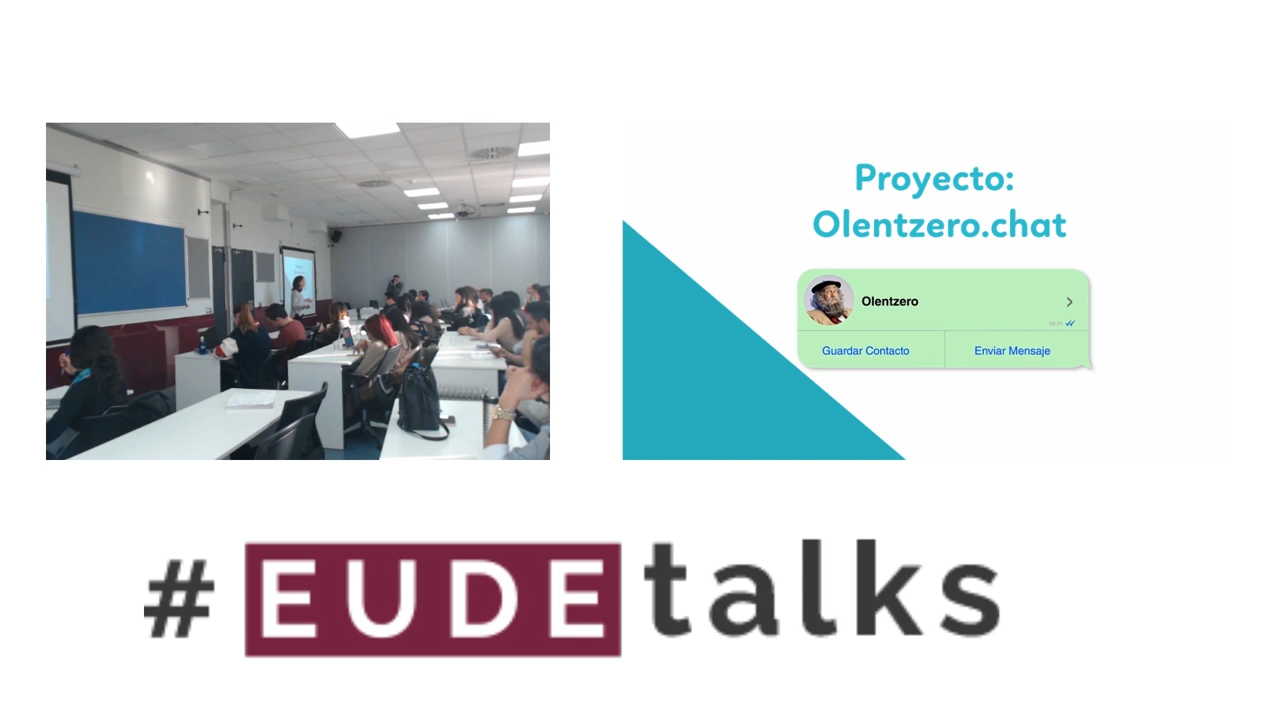 Proyecto:
Olentzero.chat
Olentzero
Guardar Contacto
Enviar Mensaje
#EUDEtalks